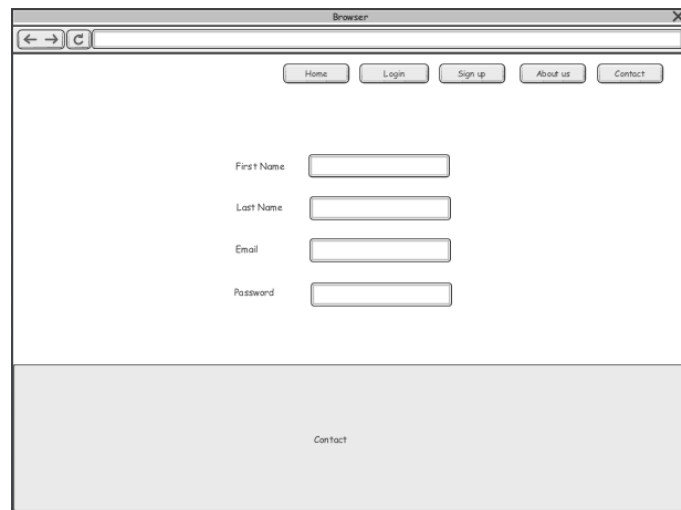 Browser
Home Login Sign up About us Contact
First Name
Last Name
Email
Password
Contact